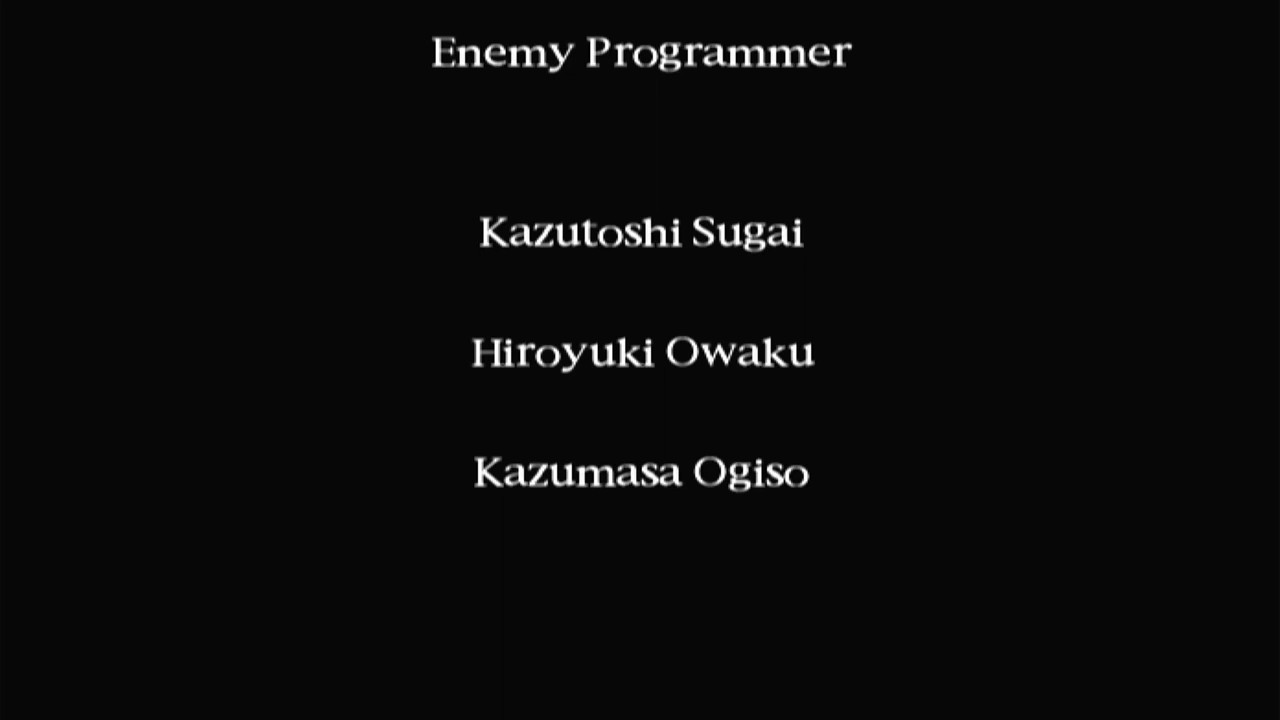 Enemy Programmer
Kazutoshi Sugai
Hiroyuki Owaku
Kazumasa Ogiso